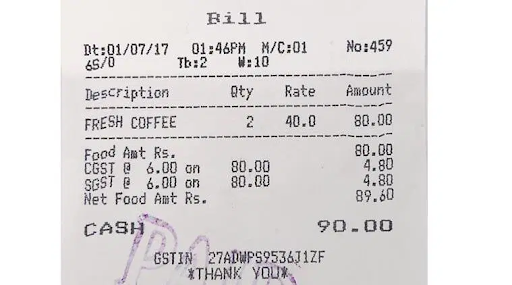 Bill
Dt:01/07/17 01:46PM M/C:01 No:459
6S/0 Tb:2 W:10
Description Qty Rate Amount
FRESH COFFEE 2 40.0 80.00
Food Amt Rs. 80.00
CGST @ 6.00 on 80.00 4.80
SGST @ 6.00 on 80.00 4.80
Net Food Amt Rs. 89.60
CASH 90.00
PAID
GSTIN 27ADWPS9536J1ZF
*THANK YOU*